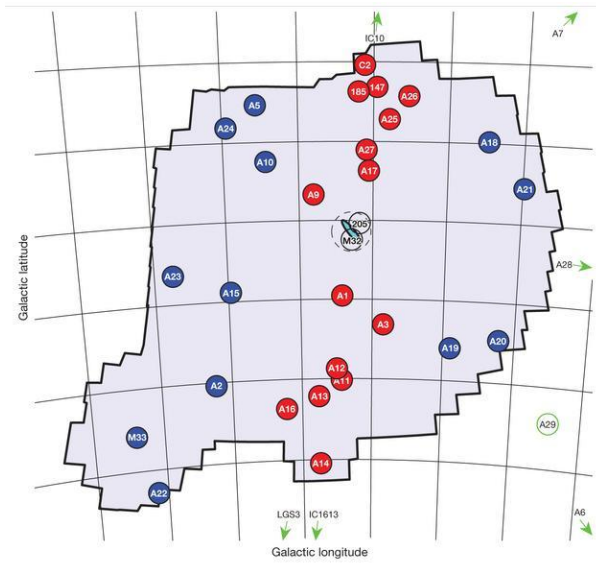 A7
IC10
C2
185
147
A26
A5
A25
A24
A18
A27
A10
A17
A21
A9
205
M32
Galactic latitude
A28
A23
A15
A1
A3
A20
A19
A12
A11
A2
A13
A16
A29
M33
A14
A22
LGS3
IC1613
A6
Galactic longitude